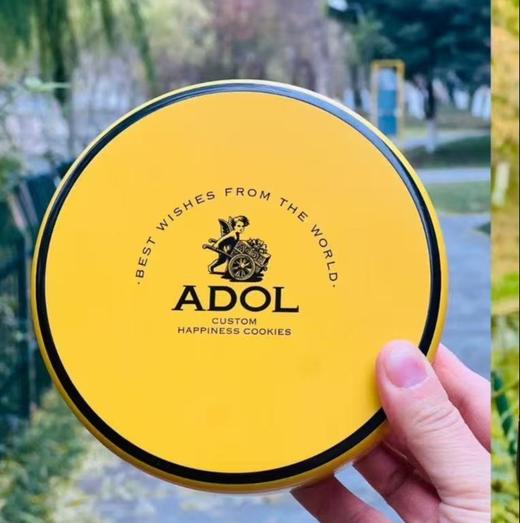 ·BEST WISHES FROM THE WORLD·
ADOL
CUSTOM
HAPPINESS COOKIES